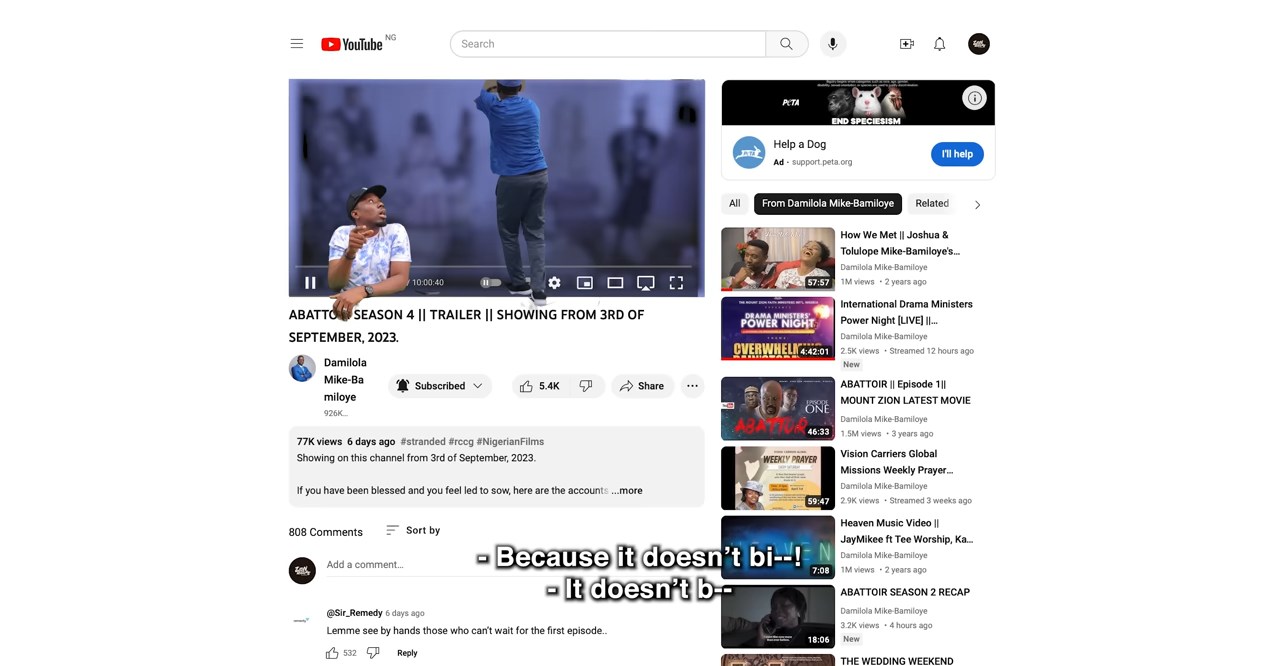 YouTube NG
Search
/ 10:00:40
ABATTOIR SEASON 4 || TRAILER || SHOWING FROM 3RD OF
SEPTEMBER, 2023.
Damilola
Mike-Ba
miloye
926K...
Subscribed
5.4K
Share
77K views 6 days ago #stranded #rccg #NigerianFilms
Showing on this channel from 3rd of September, 2023.
If you have been blessed and you feel led to sow, here are the accounts ...more
808 Comments
Sort by
Add a comment...
@Sir_Remedy 6 days ago
Lemme see by hands those who can't wait for the first episode..
532
Reply
- Because it doesn't bi--!
- It doesn't b--
PETA
END SPECIESISM
PETA
Help a Dog
Ad · support.peta.org
I'll help
All
From Damilola Mike-Bamiloye
Related
57:57
How We Met || Joshua &
Tolulope Mike-Bamiloye's...
Damilola Mike-Bamiloye
1M views • 2 years ago
DRAMA MINISTERS'
POWER NIGHT
OVERWHELMING
4:42:01
International Drama Ministers
Power Night [LIVE] ||...
Damilola Mike-Bamiloye
2.5K views • Streamed 12 hours ago
New
EPISODE
ONE
ABATTOIR
46:33
ABATTOIR || Episode 1||
MOUNT ZION LATEST MOVIE
Damilola Mike-Bamiloye
1.5M views • 3 years ago
WEEKLY PRAYER
59:47
Vision Carriers Global
Missions Weekly Prayer...
Damilola Mike-Bamiloye
2.9K views • Streamed 3 weeks ago
7:08
Heaven Music Video ||
JayMikee ft Tee Worship, Ka...
Damilola Mike-Bamiloye
1M views • 2 years ago
18:06
ABATTOIR SEASON 2 RECAP
Damilola Mike-Bamiloye
3.2K views • 4 hours ago
New
THE WEDDING WEEKEND